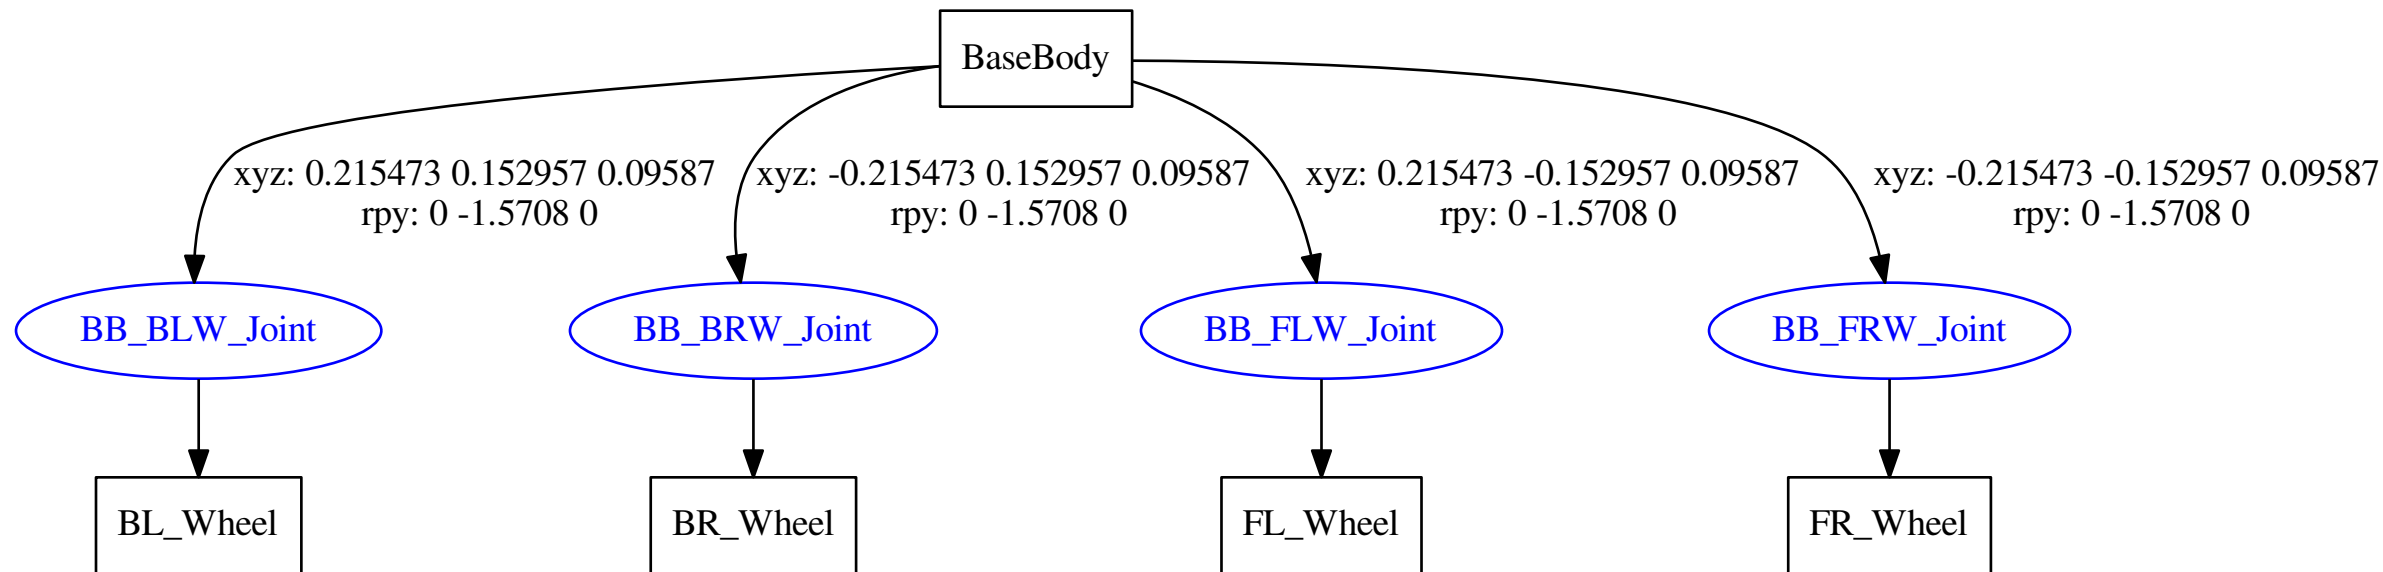 BaseBody
xyz: 0.215473 0.152957 0.09587
rpy: 0 -1.5708 0
xyz: -0.215473 0.152957 0.09587
rpy: 0 -1.5708 0
xyz: 0.215473 -0.152957 0.09587
rpy: 0 -1.5708 0
xyz: -0.215473 -0.152957 0.09587
rpy: 0 -1.5708 0
BB_BLW_Joint
BB_BRW_Joint
BB_FLW_Joint
BB_FRW_Joint
BL_Wheel
BR_Wheel
FL_Wheel
FR_Wheel